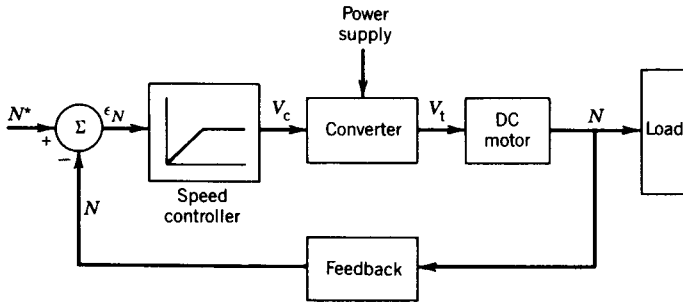 Power
supply
N*
+
Σ
−
ϵN
Vc
Converter
Vt
DC
motor
N
Load
Speed
controller
N
Feedback